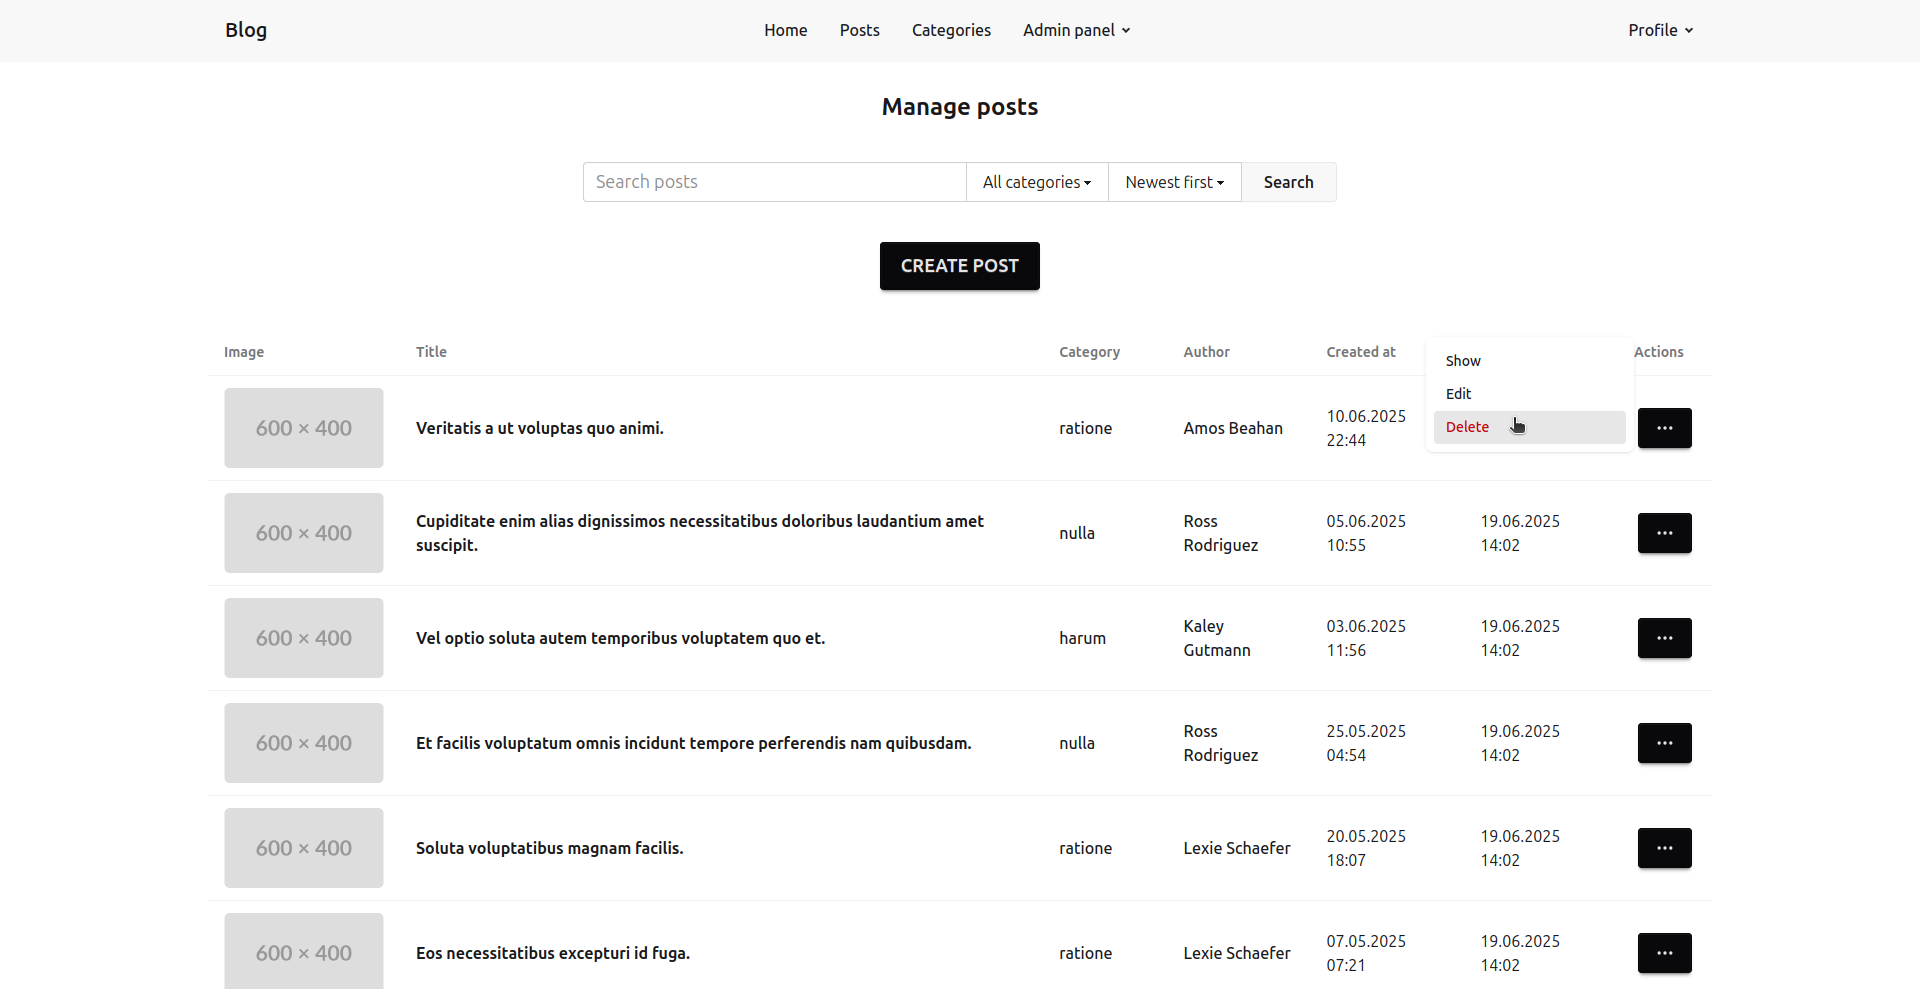 Blog
Home
Posts
Categories
Admin panel
Profile
Manage posts
Search posts
All categories
Newest first
Search
CREATE POST
Image
Title
Category
Author
Created at
Actions
Show
Edit
Delete
600 × 400
Veritatis a ut voluptas quo animi.
ratione
Amos Beahan
10.06.2025
22:44
600 × 400
Cupiditate enim alias dignissimos necessitatibus doloribus laudantium amet
suscipit.
nulla
Ross
Rodriguez
05.06.2025
10:55
19.06.2025
14:02
600 × 400
Vel optio soluta autem temporibus voluptatem quo et.
harum
Kaley
Gutmann
03.06.2025
11:56
19.06.2025
14:02
600 × 400
Et facilis voluptatum omnis incidunt tempore perferendis nam quibusdam.
nulla
Ross
Rodriguez
25.05.2025
04:54
19.06.2025
14:02
600 × 400
Soluta voluptatibus magnam facilis.
ratione
Lexie Schaefer
20.05.2025
18:07
19.06.2025
14:02
600 × 400
Eos necessitatibus excepturi id fuga.
ratione
Lexie Schaefer
07.05.2025
07:21
19.06.2025
14:02